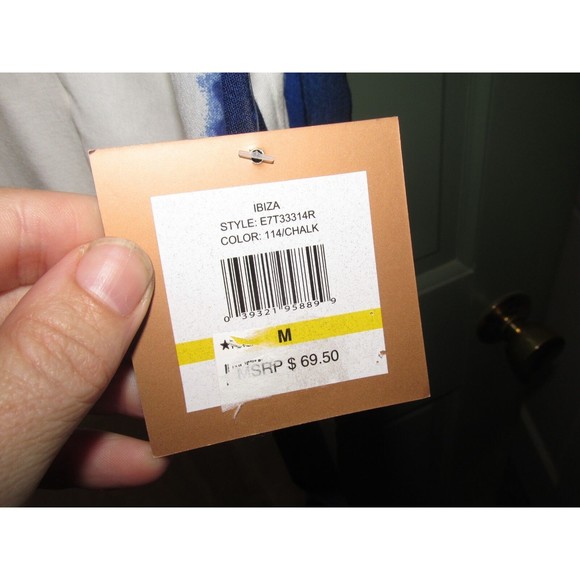 IBIZA
STYLE: E7T33314R
COLOR: 114/CHALK
0 39321 95889 9
M
MSRP $ 69.50